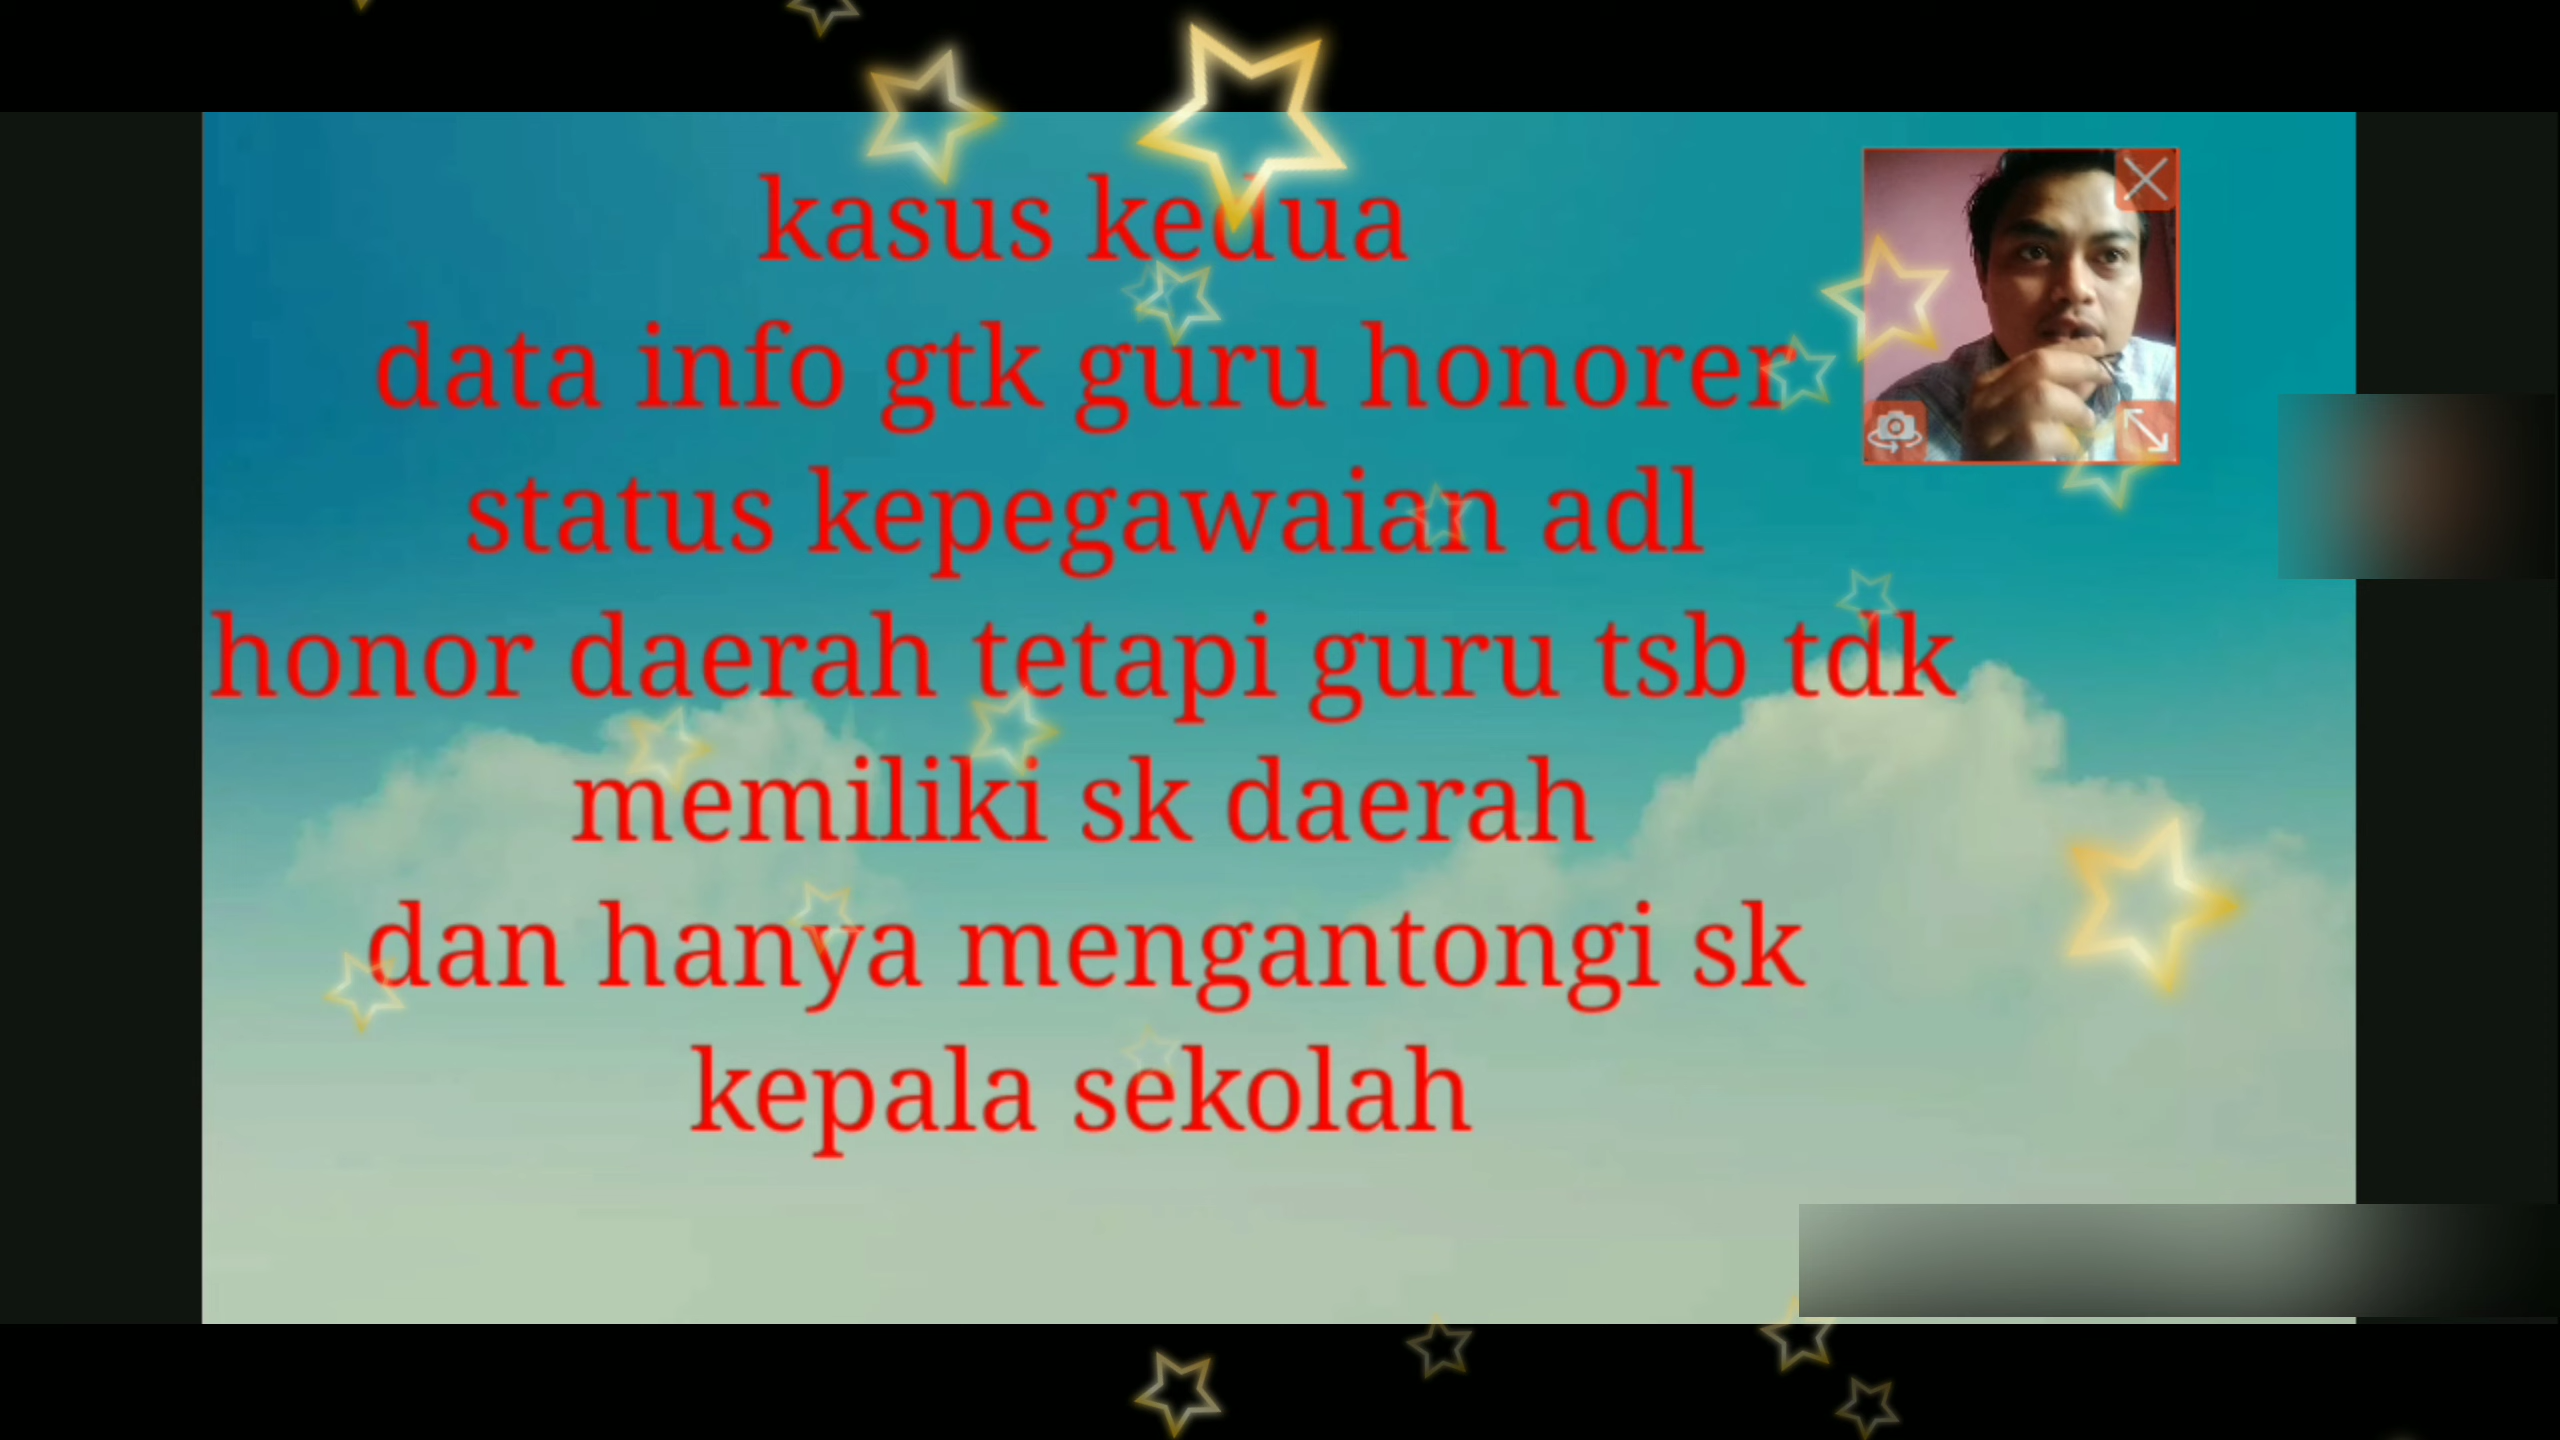 kasus kedua
data info gtk guru honorer
status kepegawaian adl
honor daerah tetapi guru tsb tdk
memiliki sk daerah
dan hanya mengantongi sk
kepala sekolah